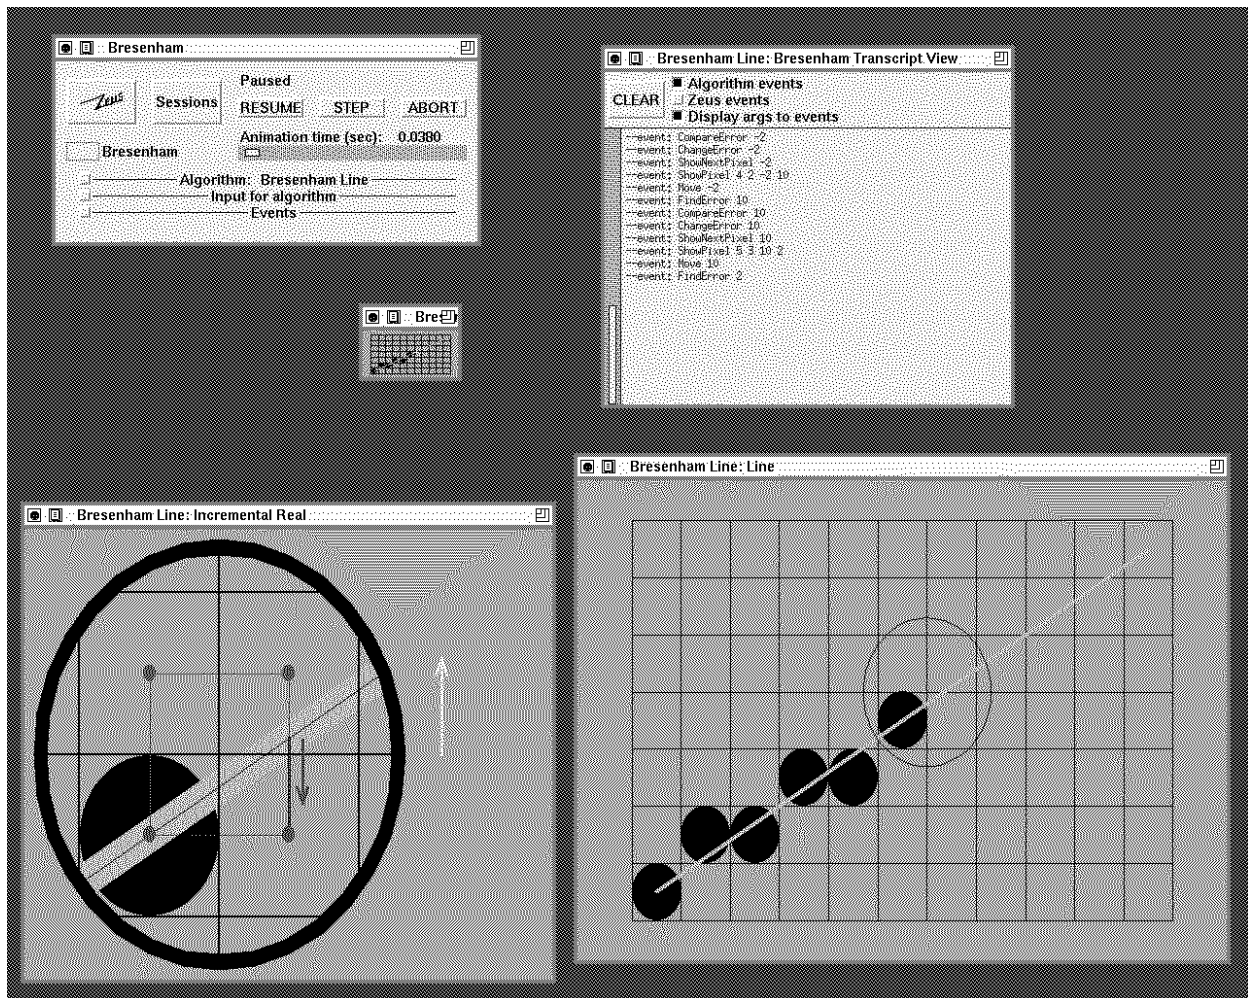 Bresenham
Zeus
Sessions
Paused
RESUME
STEP
ABORT
Animation time (sec): 0.0380
Bresenham
Algorithm: Bresenham Line
Input for algorithm
Events
Bresenham Line: Bresenham Transcript View
CLEAR
Algorithm events
Zeus events
Display args to events
--event: CompareError -2
--event: ChangeError -2
--event: ShowNextPixel -2
--event: ShowPixel 4 2 -2 10
--event: Move -2
--event: FindError 10
--event: CompareError 10
--event: ChangeError 10
--event: ShowNextPixel 10
--event: ShowPixel 5 3 10 2
--event: Move 10
--event: FindError 2
Bresenham Line: Line
Bresenham Line: Incremental Real